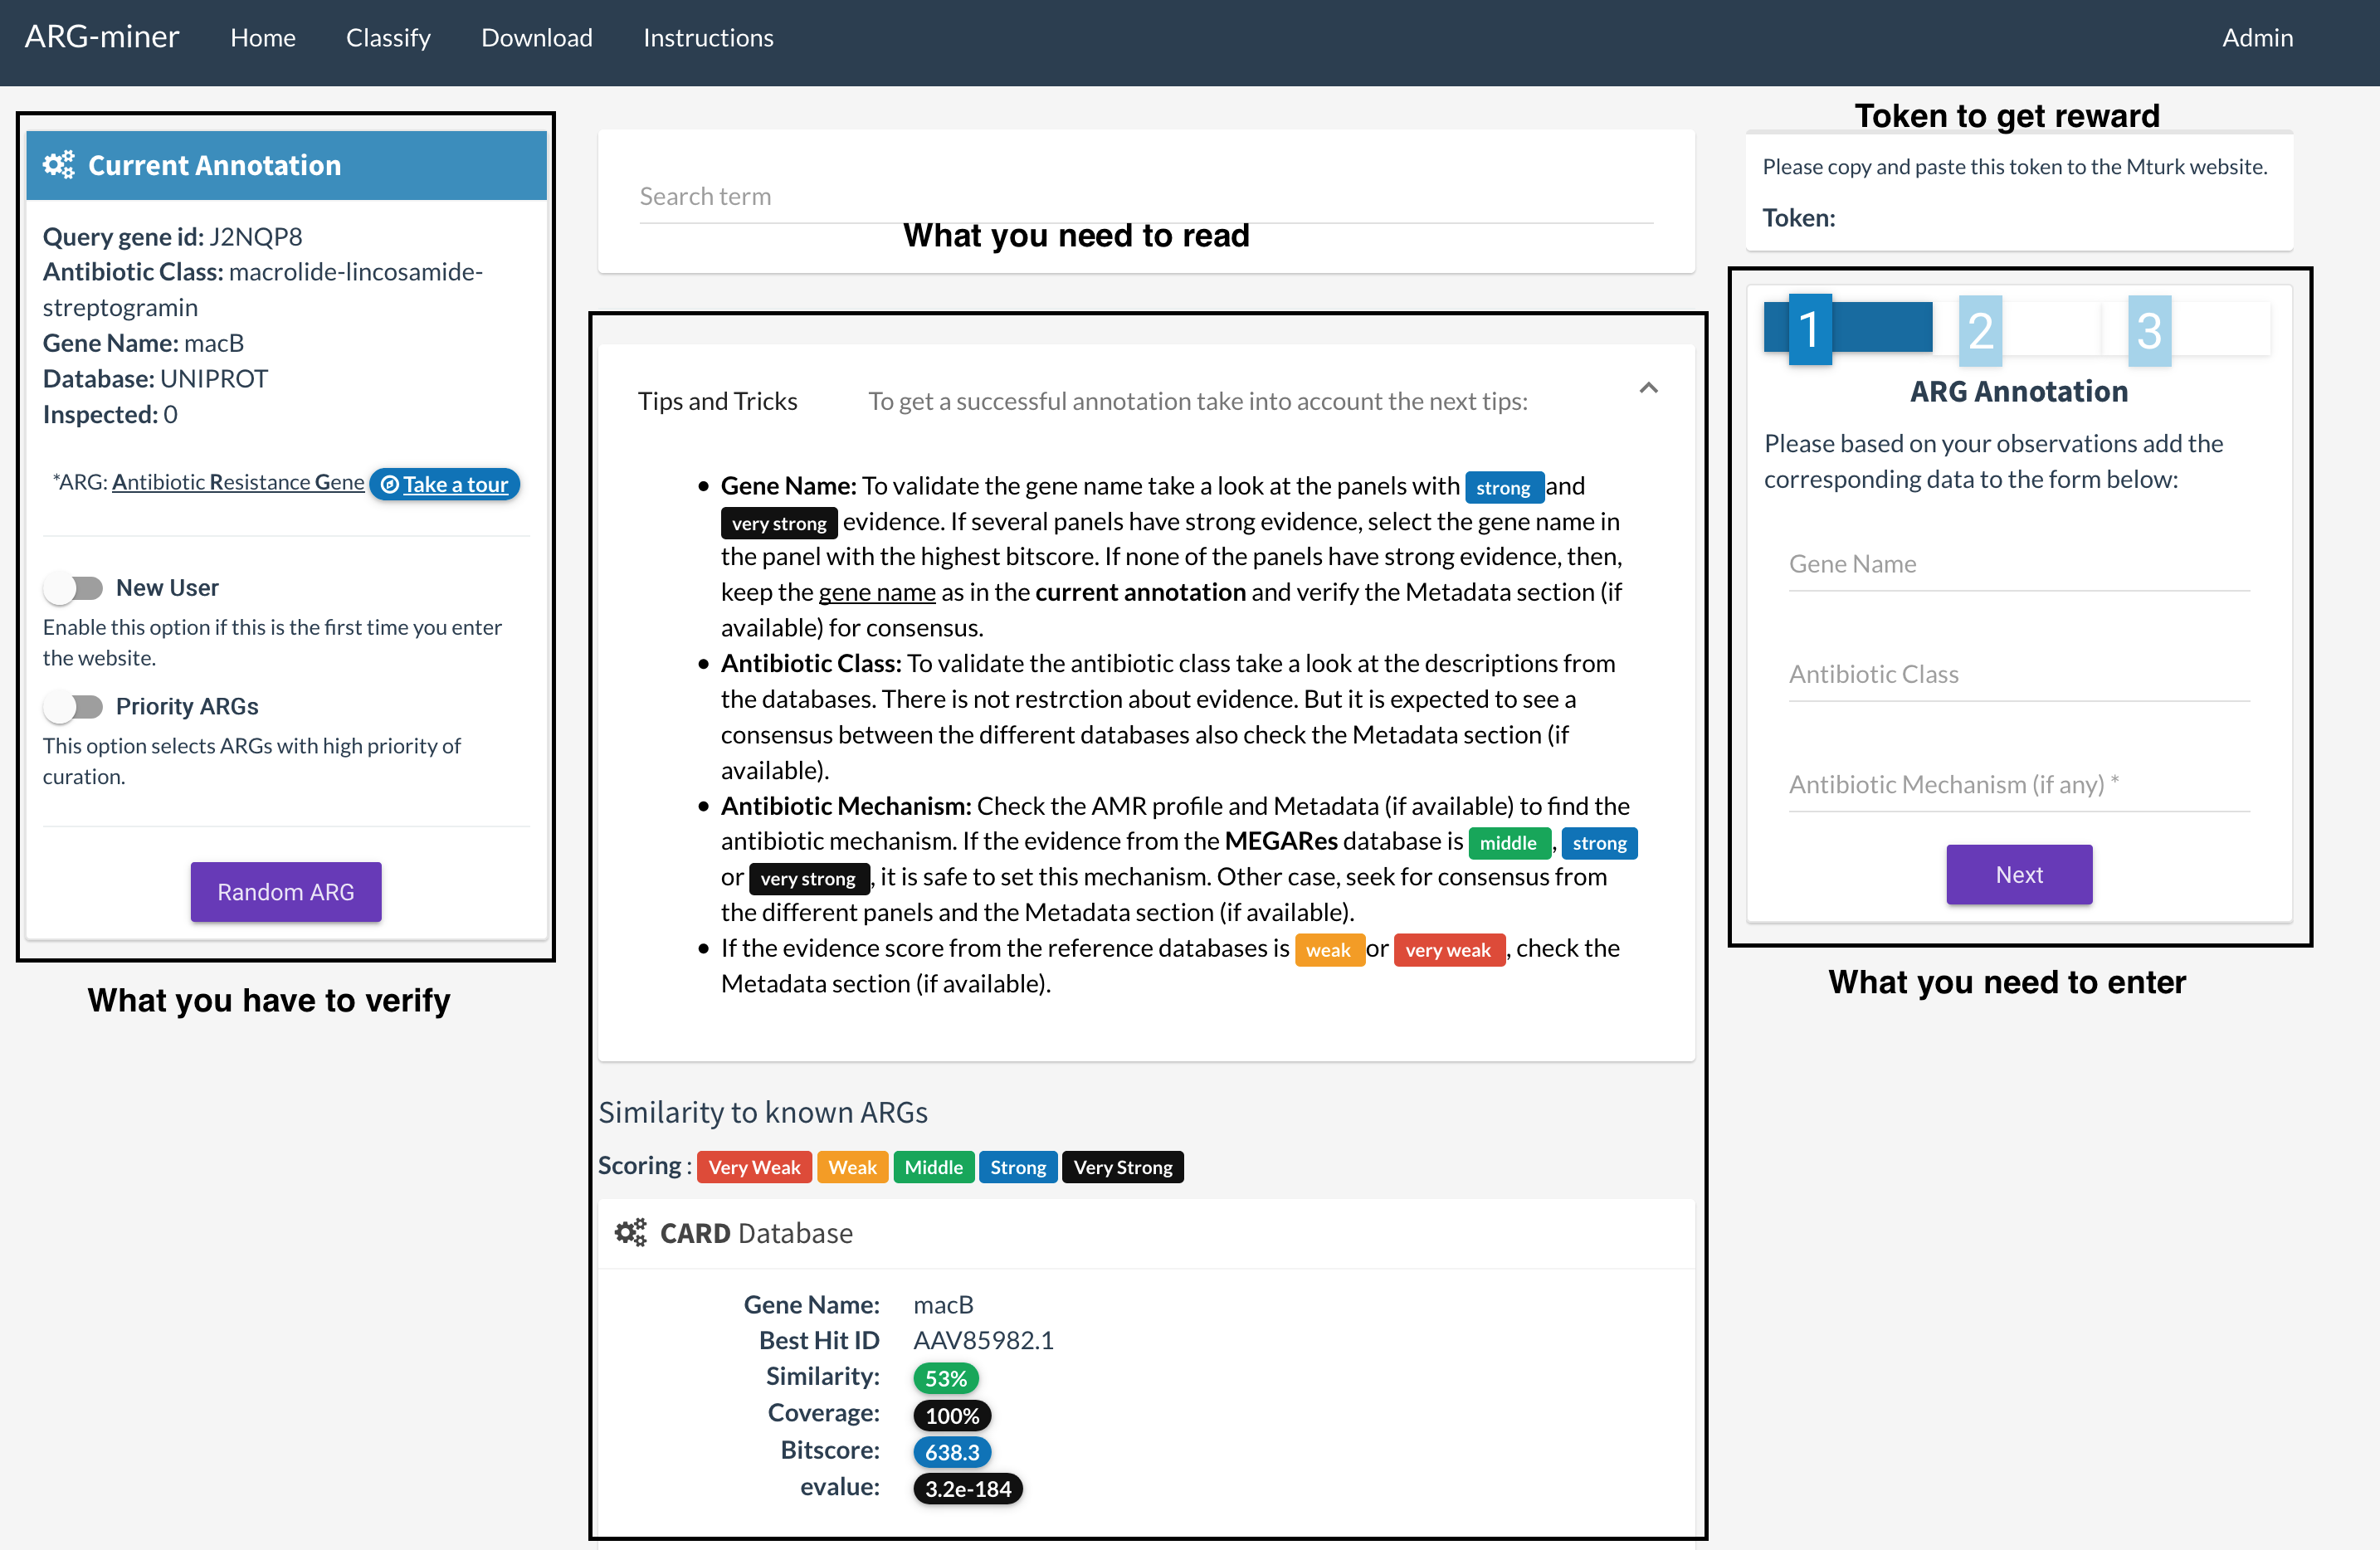 ARG-miner Home Classify Download Instructions Admin
Current Annotation
Query gene id: J2NQP8
Antibiotic Class: macrolide-lincosamide-
streptogramin
Gene Name: macB
Database: UNIPROT
Inspected: 0
*ARG: Antibiotic Resistance Gene Take a tour
New User
Enable this option if this is the first time you enter
the website.
Priority ARGs
This option selects ARGs with high priority of
curation.
Random ARG
What you have to verify
Search term
What you need to read
Tips and Tricks To get a successful annotation take into account the next tips:
• Gene Name: To validate the gene name take a look at the panels with strong and
very strong evidence. If several panels have strong evidence, select the gene name in
the panel with the highest bitscore. If none of the panels have strong evidence, then,
keep the gene name as in the current annotation and verify the Metadata section (if
available) for consensus.
• Antibiotic Class: To validate the antibiotic class take a look at the descriptions from
the databases. There is not restrction about evidence. But it is expected to see a
consensus between the different databases also check the Metadata section (if
available).
• Antibiotic Mechanism: Check the AMR profile and Metadata (if available) to find the
antibiotic mechanism. If the evidence from the MEGARes database is middle , strong
or very strong , it is safe to set this mechanism. Other case, seek for consensus from
the different panels and the Metadata section (if available).
• If the evidence score from the reference databases is weak or very weak , check the
Metadata section (if available).
Similarity to known ARGs
Scoring : Very Weak Weak Middle Strong Very Strong
CARD Database
Gene Name: macB
Best Hit ID AAV85982.1
Similarity: 53%
Coverage: 100%
Bitscore: 638.3
evalue: 3.2e-184
Token to get reward
Please copy and paste this token to the Mturk website.
Token:
1 2 3
ARG Annotation
Please based on your observations add the
corresponding data to the form below:
Gene Name
Antibiotic Class
Antibiotic Mechanism (if any) *
Next
What you need to enter